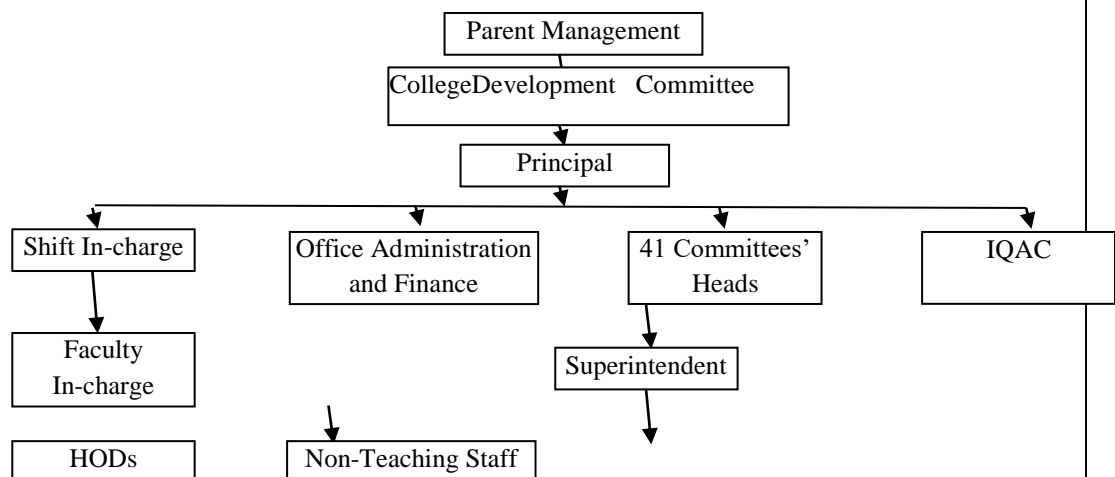 Parent Management
CollegeDevelopment Committee
Principal
Shift In-charge
Office Administration
and Finance
41 Committees’
Heads
IQAC
Faculty
In-charge
Superintendent
HODs
Non-Teaching Staff